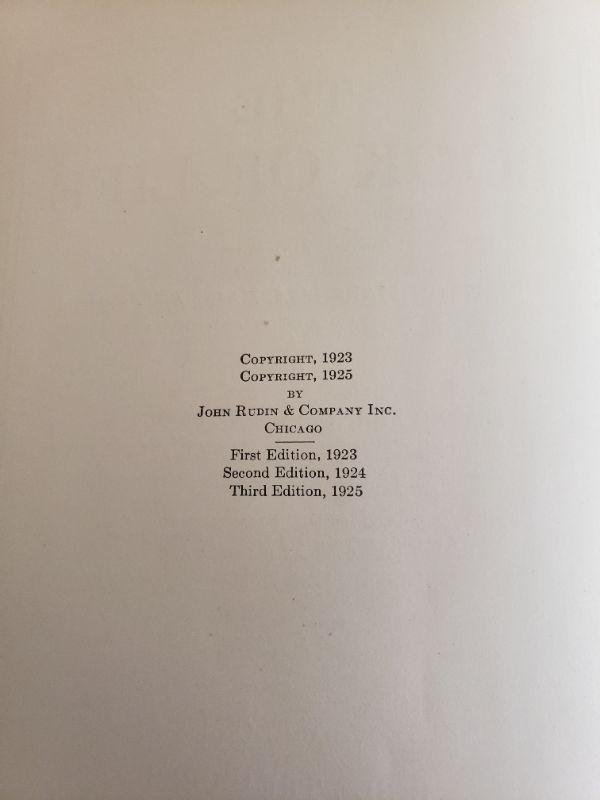 Copyright, 1923
Copyright, 1925
by
John Rudin & Company Inc.
Chicago
First Edition, 1923
Second Edition, 1924
Third Edition, 1925